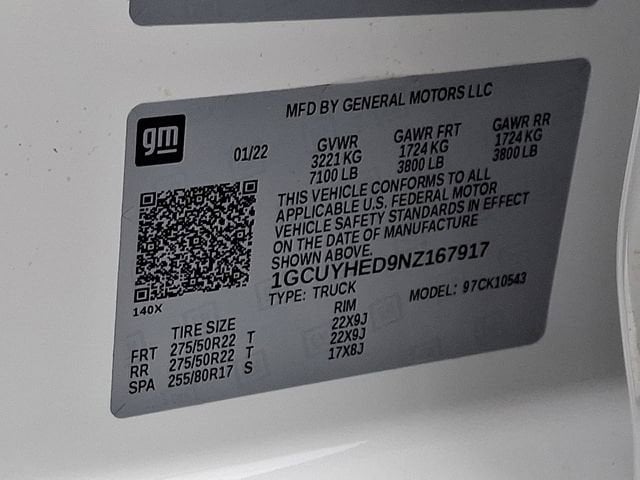 MFD BY GENERAL MOTORS LLC
gm
01/22 GVWR GAWR FRT GAWR RR
3221 KG 1724 KG 1724 KG
7100 LB 3800 LB 3800 LB
THIS VEHICLE CONFORMS TO ALL
APPLICABLE U.S. FEDERAL MOTOR
VEHICLE SAFETY STANDARDS IN EFFECT
ON THE DATE OF MANUFACTURE
SHOWN ABOVE.
1GCUYHED9NZ167917
TYPE: TRUCK MODEL: 97CK10543
140X
TIRE SIZE RIM
FRT 275/50R22 T 22X9J
RR 275/50R22 T 22X9J
SPA 255/80R17 S 17X8J